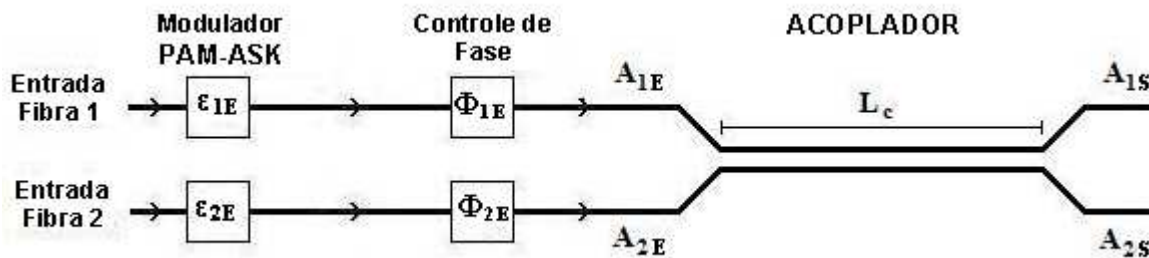 Modulador
PAM-ASK
Controle de
Fase
ACOPLADOR
Entrada
Fibra 1
ε1E
Φ1E
A1E
Lc
A1S
Entrada
Fibra 2
ε2E
Φ2E
A2E
A2S